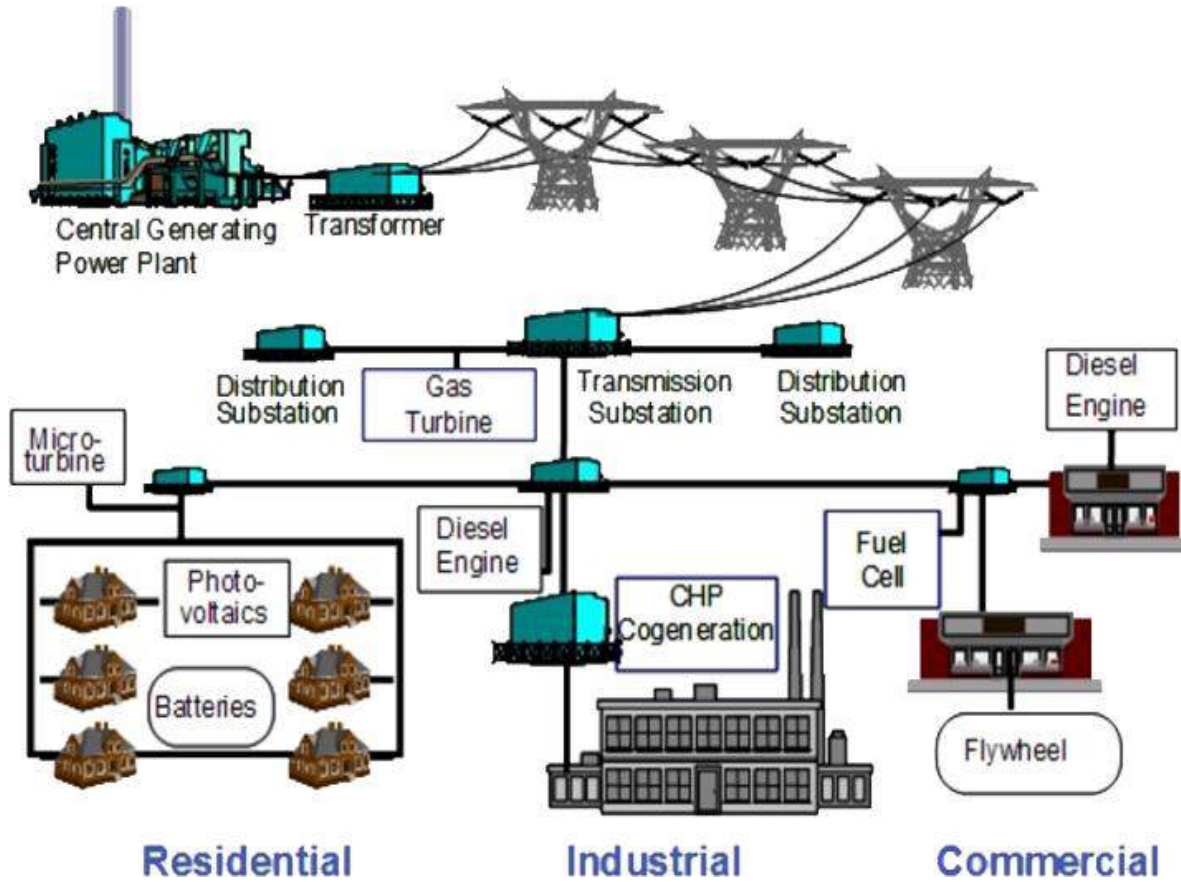 Central Generating
Power Plant
Transformer
Distribution
Substation
Gas
Turbine
Transmission
Substation
Distribution
Substation
Diesel
Engine
Micro-
turbine
Diesel
Engine
Fuel
Cell
Photo-
voltaics
CHP
Cogeneration
Batteries
Flywheel
Residential
Industrial
Commercial